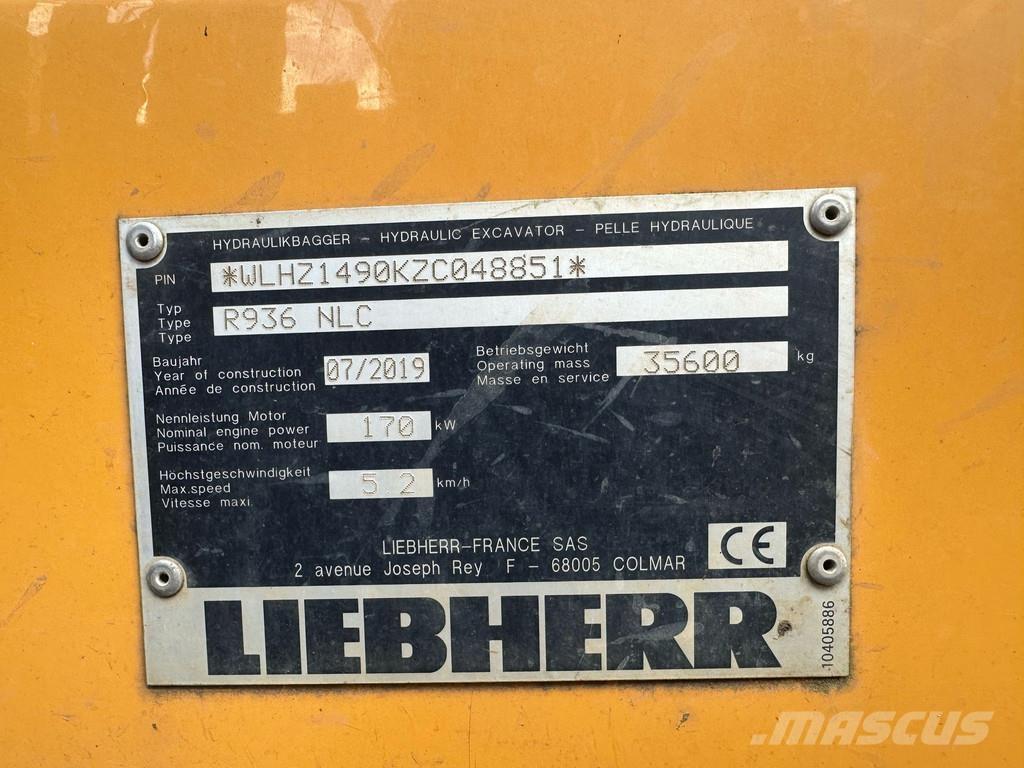 HYDRAULIKBAGGER – HYDRAULIC EXCAVATOR – PELLE HYDRAULIQUE
PIN *WLHZ1490KZC048851*
Typ
Type
Type
R936 NLC
Baujahr
Year of construction
Année de construction
07/2019
Betriebsgewicht
Operating mass
Masse en service
35600 kg
Nennleistung Motor
Nominal engine power
Puissance nom. moteur
170 kW
Höchstgeschwindigkeit
Max.speed
Vitesse maxi.
5 2 km/h
LIEBHERR–FRANCE SAS
2 avenue Joseph Rey F – 68005 COLMAR
CE
LIEBHERR
10405886
MASCUS